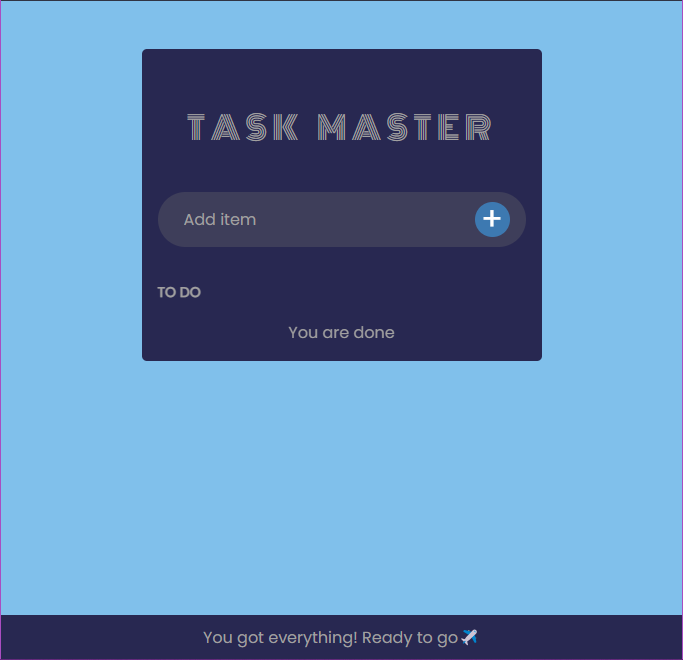 TASK MASTER
Add item
TO DO
You are done
You got everything! Ready to go✈️